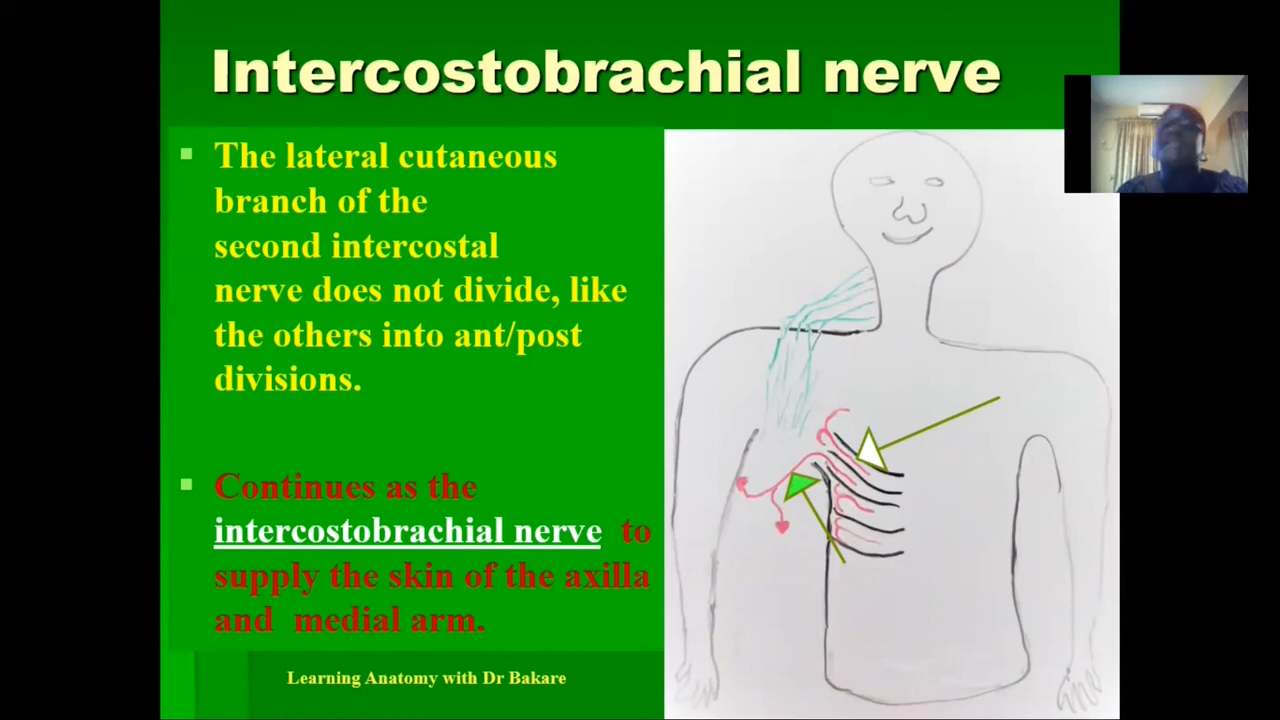 Intercostobrachial nerve
The lateral cutaneous
branch of the
second intercostal
nerve does not divide, like
the others into ant/post
divisions.
Continues as the
intercostobrachial nerve to
supply the skin of the axilla
and medial arm.
Learning Anatomy with Dr Bakare